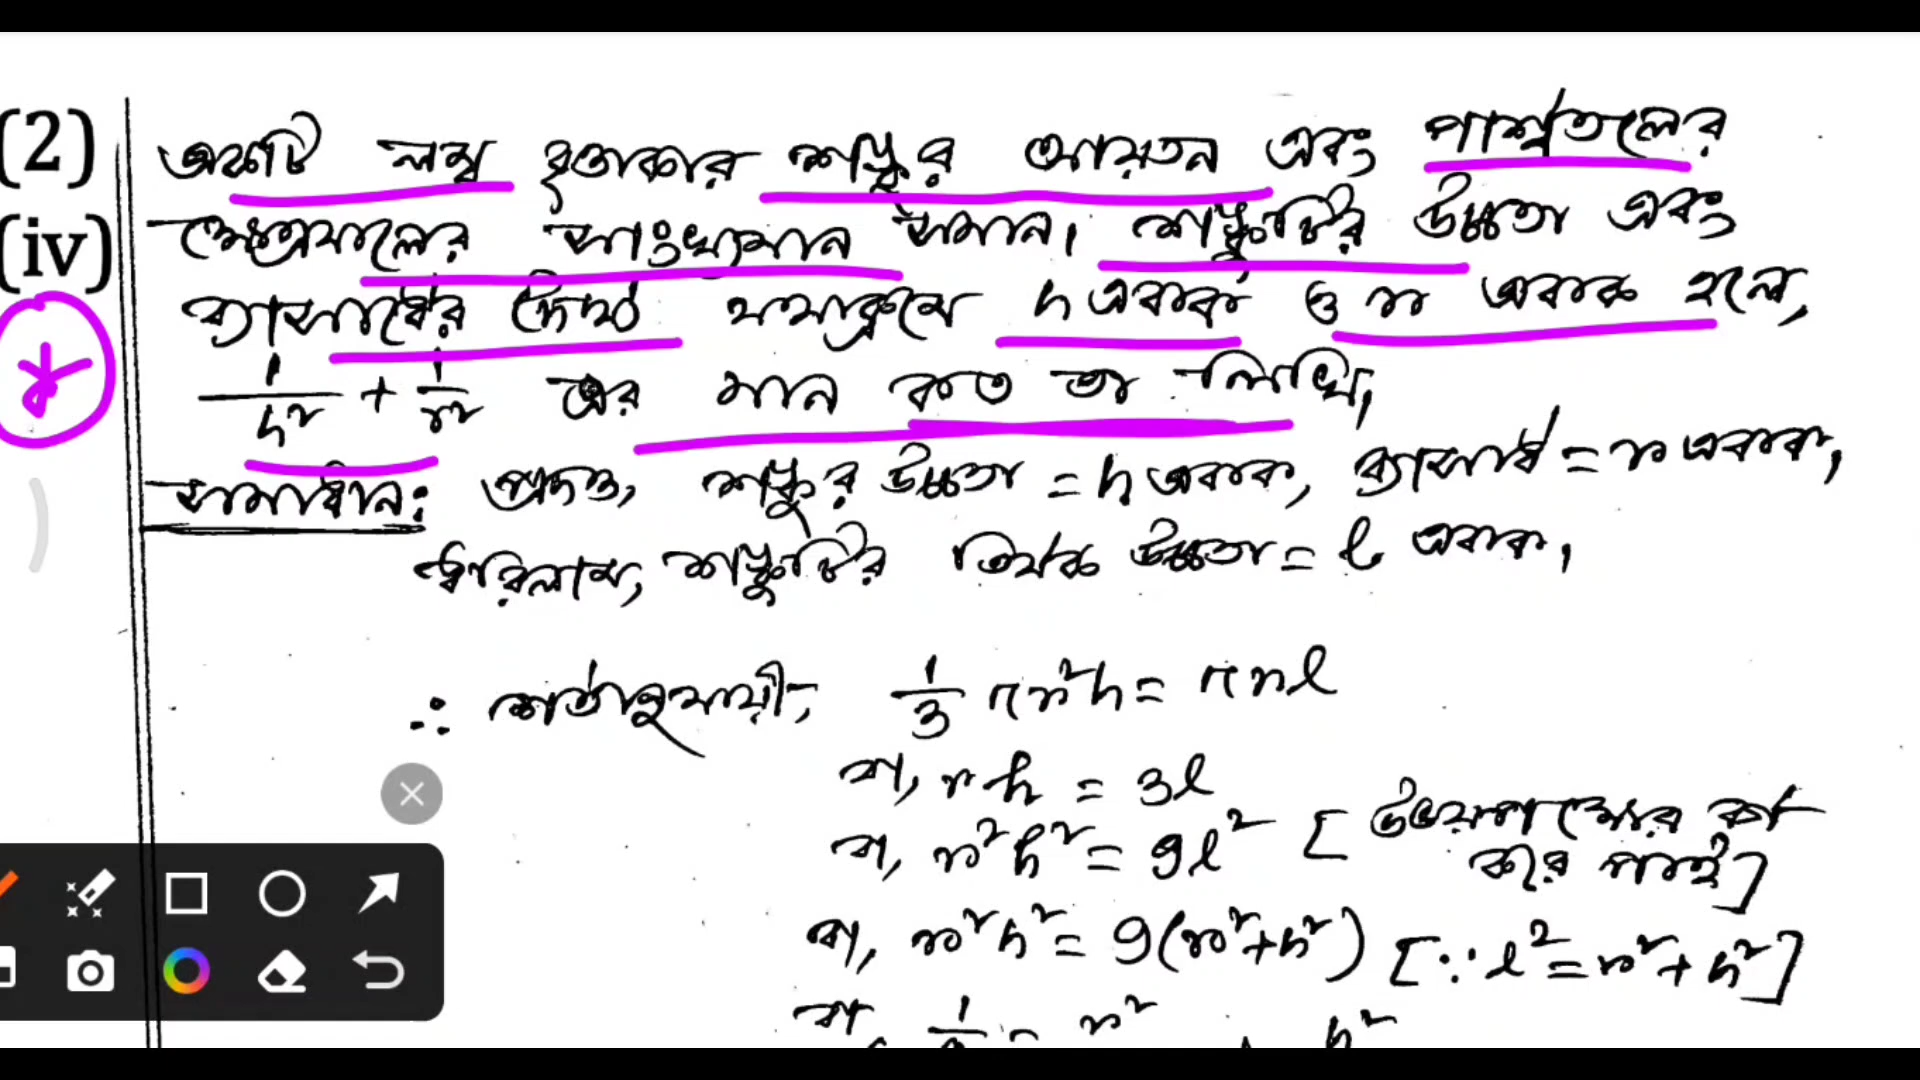 (2) একটি লম্ব বৃত্তাকার শঙ্কুর আয়তন এবং পার্শ্বতলের
(iv) ক্ষেত্রফলের সাংখ্যমান সমান। শঙ্কুটির উচ্চতা এবং
ব্যাসার্ধের দৈর্ঘ্য যথাক্রমে h একক ও r একক হলে,
1/h² + 1/r² এর মান কত তা লিখি।
সমাধান: প্রদত্ত, শঙ্কুর উচ্চতা = h একক, ব্যাসার্ধ = r একক,
ধরিলাম, শঙ্কুটির তির্যক উচ্চতা = l একক।
∴ শর্তানুযায়ী, 1/3 πr²h = πrl
বা, rh = 3l
বা, r²h² = 9l² [উভয়পক্ষের বর্গ
করে পাই]
বা, r²h² = 9(r²+h²) [∵ l² = r² + h²]
বা, r² h²